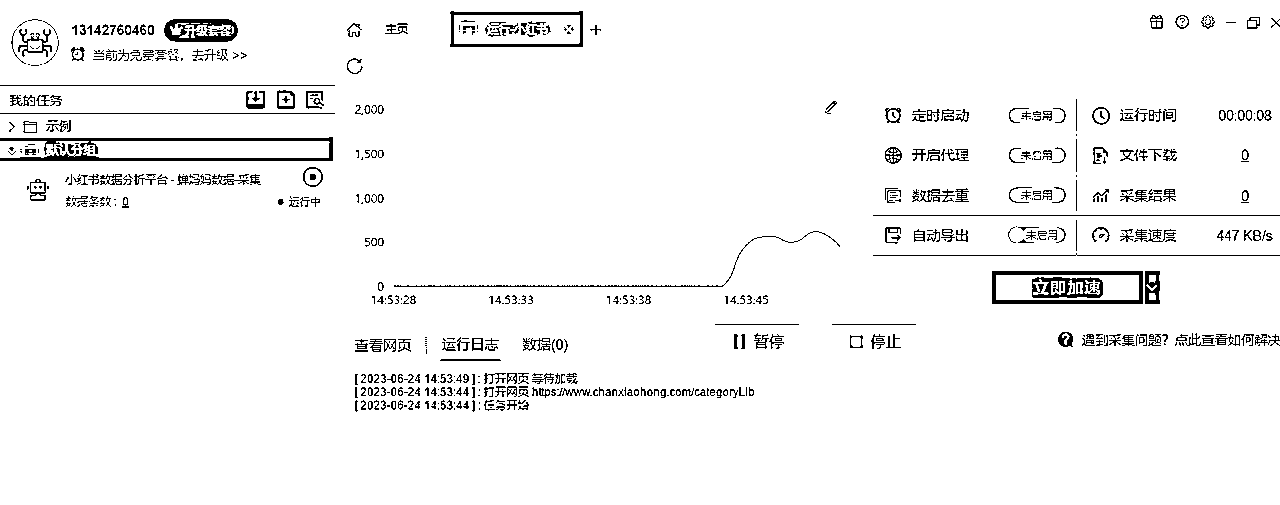 13142760460 升级套餐
当前为免费套餐，去升级 >>
主页
运行-小红书
我的任务
示例
默认分组
小红书数据分析平台 - 蝉妈妈数据-采集
数据条数：0
运行中
2,000
1,500
1,000
500
0
14:53:28 14:53:33 14:53:38 14:53:45
定时启动 未启用 运行时间 00:00:08
开启代理 未启用 文件下载 0
数据去重 未启用 采集结果 0
自动导出 未启用 采集速度 447 KB/s
立即加速
查看网页 运行日志 数据(0) 暂停 停止
遇到采集问题？点此查看如何解决
[ 2023-06-24 14:53:49 ] : 打开网页 等待加载
[ 2023-06-24 14:53:44 ] : 打开网页 https://www.chanxiaohong.com/categoryLib
[ 2023-06-24 14:53:44 ] : 任务开始